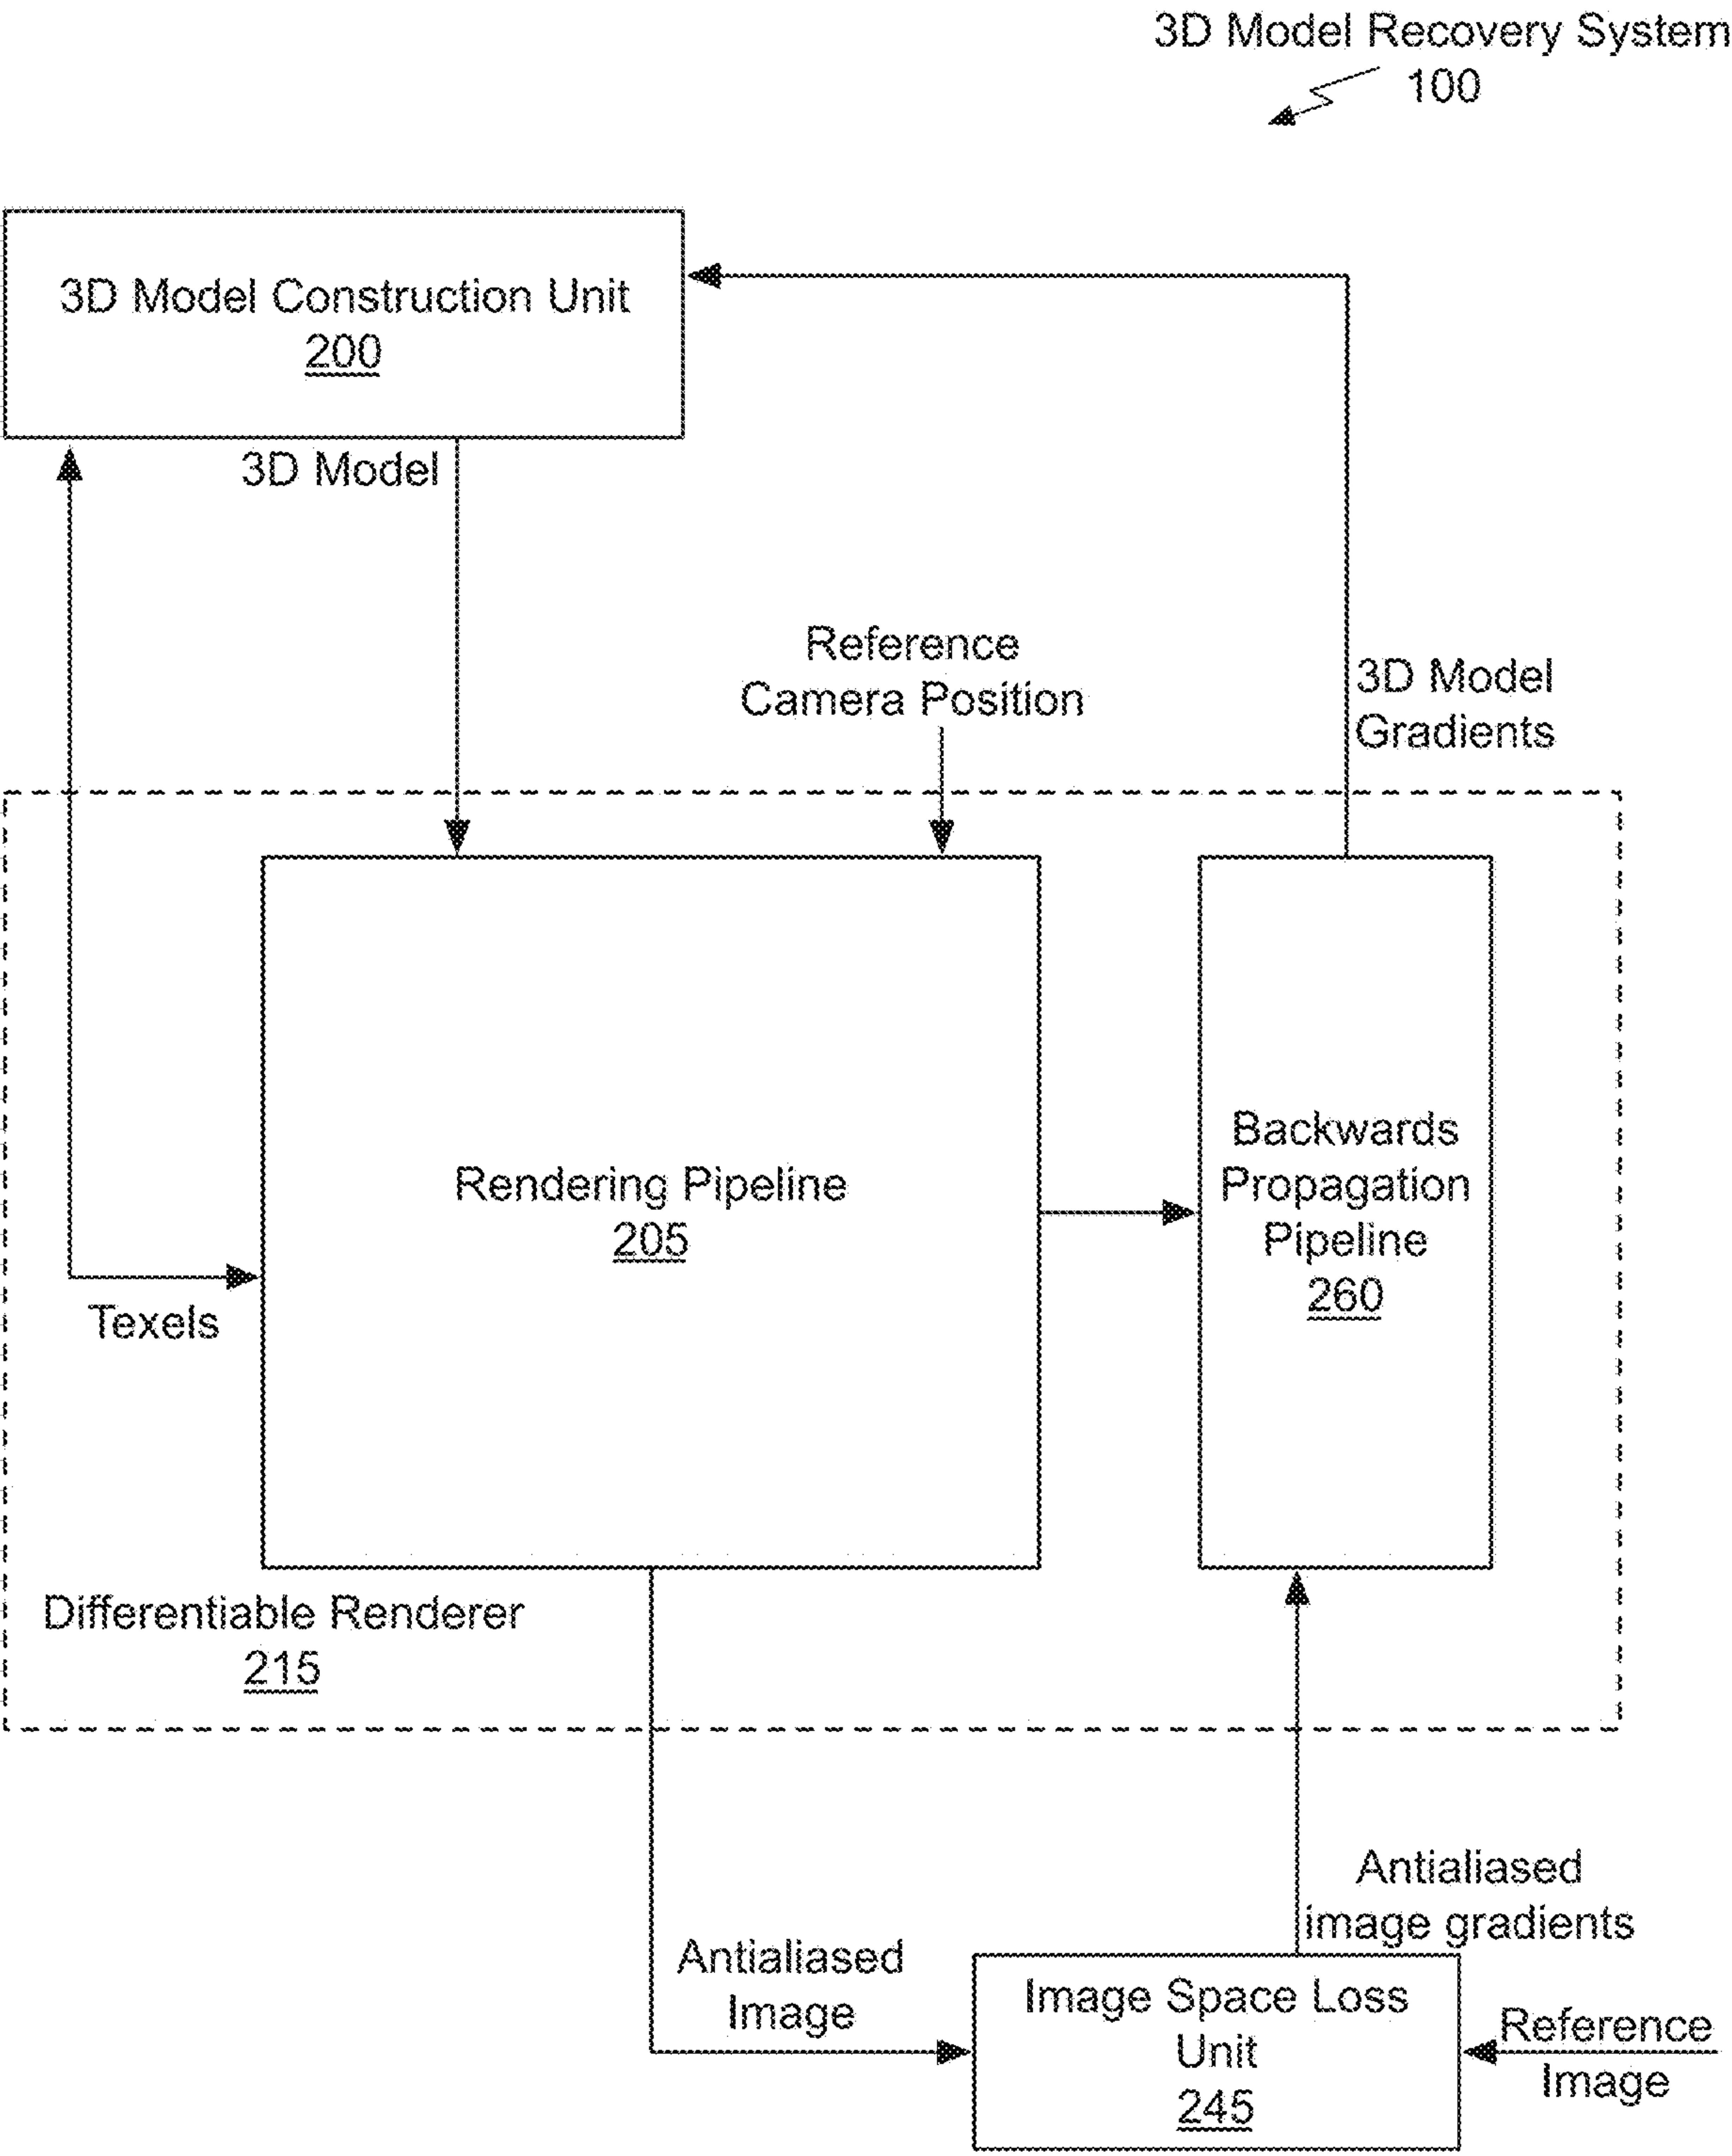 3D Model Recovery System
100
3D Model Construction Unit
200
3D Model
Reference
Camera Position
3D Model
Gradients
Rendering Pipeline
205
Backwards
Propagation
Pipeline
260
Texels
Differentiable Renderer
215
Antialiased
image gradients
Antialiased
Image
Image Space Loss
Unit
245
Reference
Image